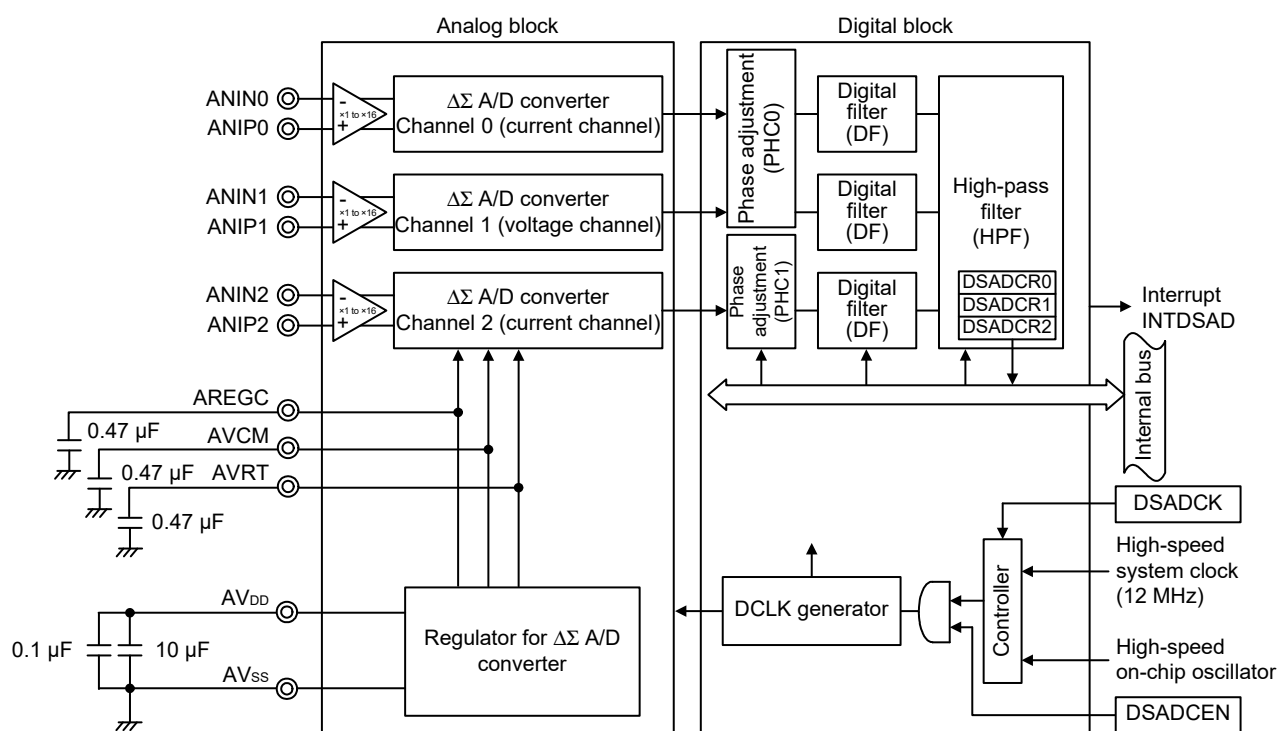 Analog block
Digital block
ANIN0
ANIP0
-
×1 to ×16
+
ΔΣ A/D converter
Channel 0 (current channel)
Phase adjustment
(PHC0)
Digital
filter
(DF)
ANIN1
ANIP1
-
×1 to ×16
+
ΔΣ A/D converter
Channel 1 (voltage channel)
Digital
filter
(DF)
High-pass
filter
(HPF)
ANIN2
ANIP2
-
×1 to ×16
+
ΔΣ A/D converter
Channel 2 (current channel)
Phase
adjustment
(PHC1)
Digital
filter
(DF)
DSADCR0
DSADCR1
DSADCR2
Interrupt
INTDSAD
Internal bus
AREGC
0.47 µF
AVCM
0.47 µF
AVRT
0.47 µF
AVDD
0.1 µF
10 µF
AVSS
Regulator for ΔΣ A/D
converter
DCLK generator
Controller
DSADCK
High-speed
system clock
(12 MHz)
High-speed
on-chip oscillator
DSADCEN